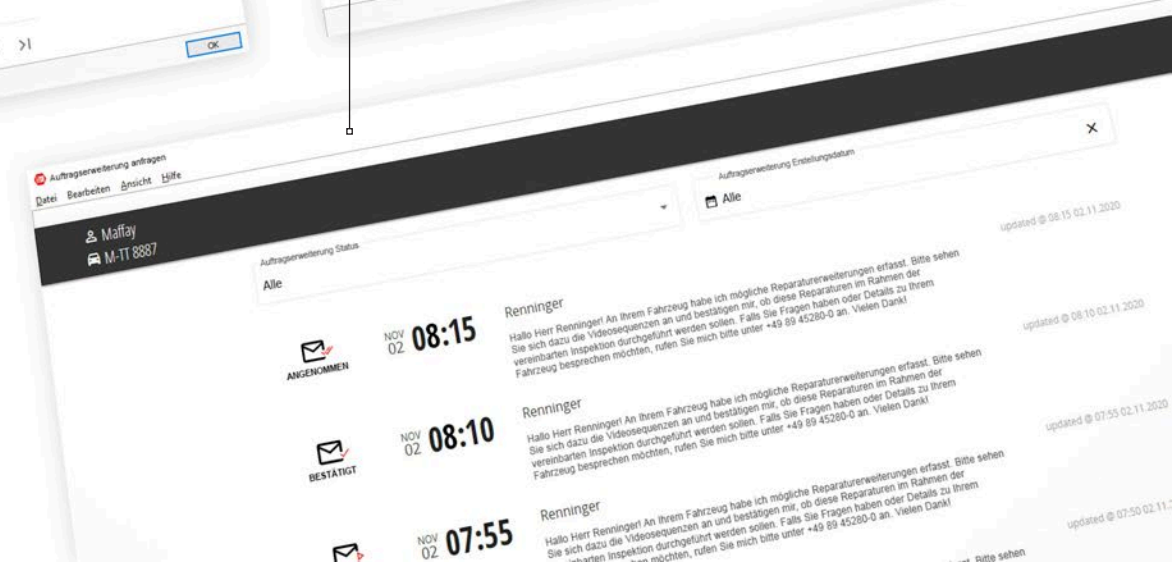 OK
Auftragserweiterung anfragen
Datei Bearbeiten Ansicht Hilfe
Maffay
M-TT 8887
Auftragserweiterung Status
Alle
Auftragserweiterung Erstellungsdatum
Alle
updated @ 08:15 02.11.2020
ANGENOMMEN
NOV
02 08:15
Renninger
Hallo Herr Renninger! An Ihrem Fahrzeug habe ich mögliche Reparaturerweiterungen erfasst. Bitte sehen
Sie sich dazu die Videosequenzen an und bestätigen mir, ob diese Reparaturen im Rahmen der
vereinbarten Inspektion durchgeführt werden sollen. Falls Sie Fragen haben oder Details zu Ihrem
Fahrzeug besprechen möchten, rufen Sie mich bitte unter +49 89 45280-0 an. Vielen Dank!
updated @ 08:10 02.11.2020
BESTÄTIGT
NOV
02 08:10
Renninger
Hallo Herr Renninger! An Ihrem Fahrzeug habe ich mögliche Reparaturerweiterungen erfasst. Bitte sehen
Sie sich dazu die Videosequenzen an und bestätigen mir, ob diese Reparaturen im Rahmen der
vereinbarten Inspektion durchgeführt werden sollen. Falls Sie Fragen haben oder Details zu Ihrem
Fahrzeug besprechen möchten, rufen Sie mich bitte unter +49 89 45280-0 an. Vielen Dank!
updated @ 07:55 02.11.2020
NOV
02 07:55
Renninger
Hallo Herr Renninger! An Ihrem Fahrzeug habe ich mögliche Reparaturerweiterungen erfasst. Bitte sehen
Sie sich dazu die Videosequenzen an und bestätigen mir, ob diese Reparaturen im Rahmen der
Inspektion durchgeführt werden sollen. Falls Sie Fragen haben oder Details zu Ihrem
möchten, rufen Sie mich bitte unter +49 89 45280-0 an. Vielen Dank!
updated @ 07:50 02.11.2
Bitte sehen